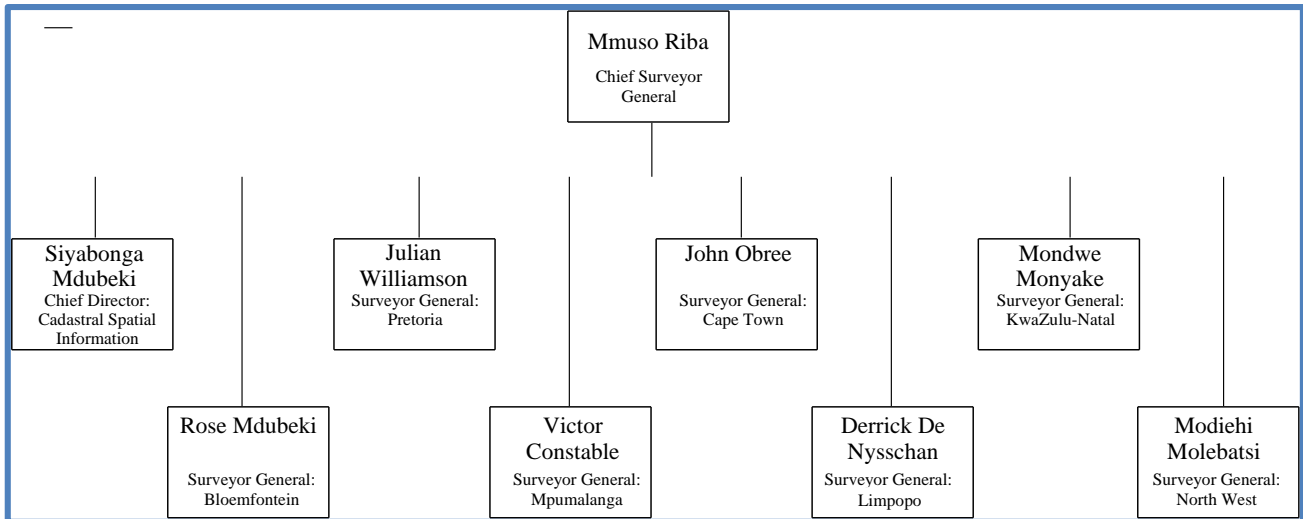 Mmuso Riba
Chief Surveyor
General
Siyabonga
Mdubeki
Chief Director:
Cadastral Spatial
Information
Julian
Williamson
Surveyor General:
Pretoria
John Obree
Surveyor General:
Cape Town
Mondwe
Monyake
Surveyor General:
KwaZulu-Natal
Rose Mdubeki
Surveyor General:
Bloemfontein
Victor
Constable
Surveyor General:
Mpumalanga
Derrick De
Nysschan
Surveyor General:
Limpopo
Modiehi
Molebatsi
Surveyor General:
North West